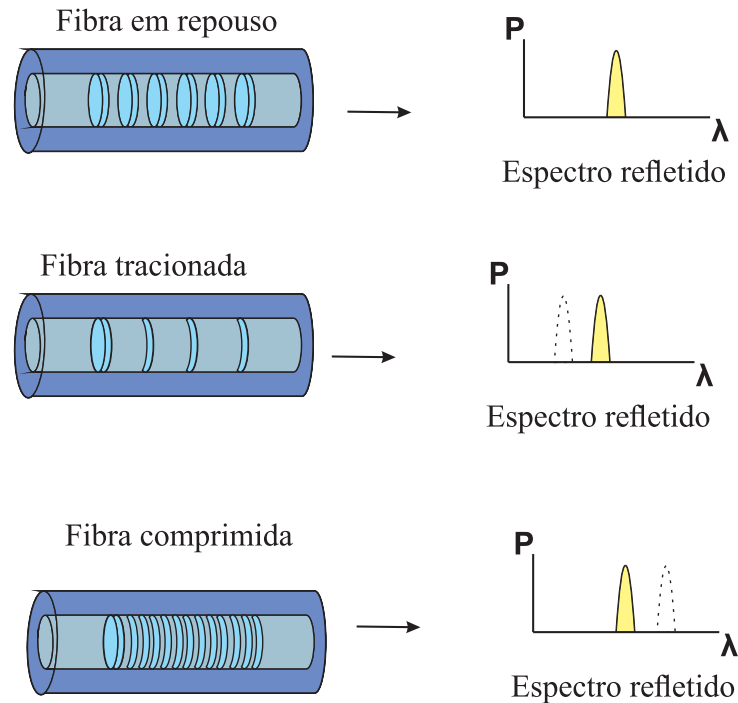 Fibra em repouso
P
λ
Espectro refletido
Fibra tracionada
P
λ
Espectro refletido
Fibra comprimida
P
λ
Espectro refletido